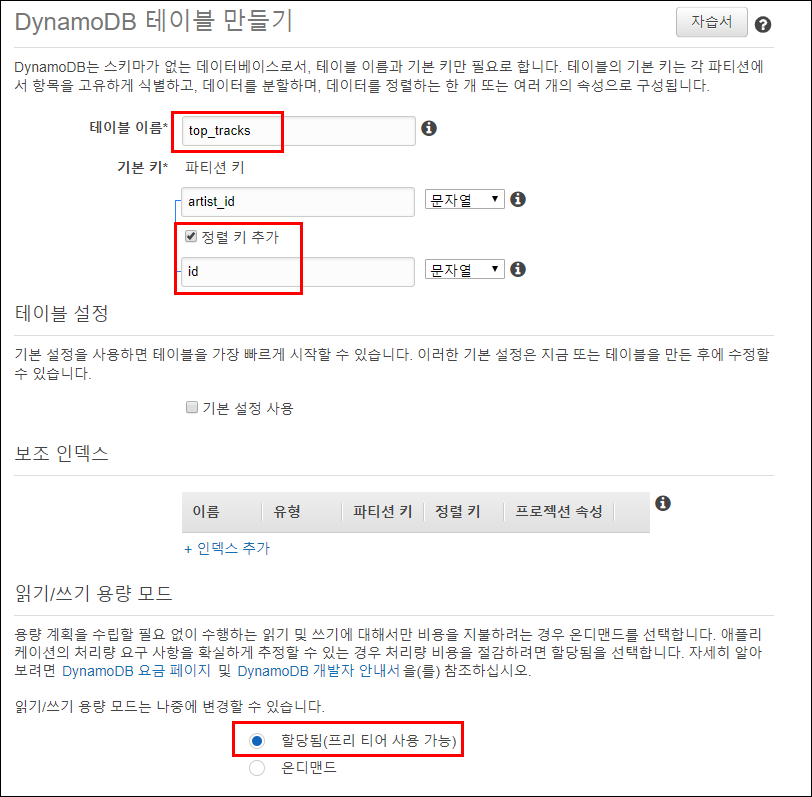 DynamoDB 테이블 만들기
자습서
DynamoDB는 스키마가 없는 데이터베이스로서, 테이블 이름과 기본 키만 필요로 합니다. 테이블의 기본 키는 각 파티션에
서 항목을 고유하게 식별하고, 데이터를 분할하며, 데이터를 정렬하는 한 개 또는 여러 개의 속성으로 구성됩니다.
테이블 이름* top_tracks
기본 키* 파티션 키
artist_id 문자열
정렬 키 추가
id 문자열
테이블 설정
기본 설정을 사용하면 테이블을 가장 빠르게 시작할 수 있습니다. 이러한 기본 설정은 지금 또는 테이블을 만든 후에 수정할
수 있습니다.
기본 설정 사용
보조 인덱스
이름 유형 파티션 키 정렬 키 프로젝션 속성
+ 인덱스 추가
읽기/쓰기 용량 모드
용량 계획을 수립할 필요 없이 수행하는 읽기 및 쓰기에 대해서만 비용을 지불하려는 경우 온디맨드를 선택합니다. 애플리
케이션의 처리량 요구 사항을 확실하게 추정할 수 있는 경우 처리량 비용을 절감하려면 할당됨을 선택합니다. 자세히 알아
보려면 DynamoDB 요금 페이지 및 DynamoDB 개발자 안내서을(를) 참조하십시오.
읽기/쓰기 용량 모드는 나중에 변경할 수 있습니다.
할당됨(프리 티어 사용 가능)
온디맨드